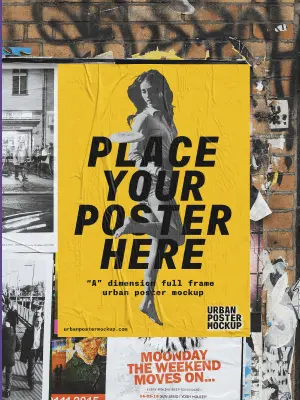 PLACE
YOUR
POSTER
HERE
"A" dimension full frame
urban poster mockup
URBAN
POSTER
MOCKUP
urbanpostermockup.com
MOONDAY
THE WEEKEND
MOVES ON...